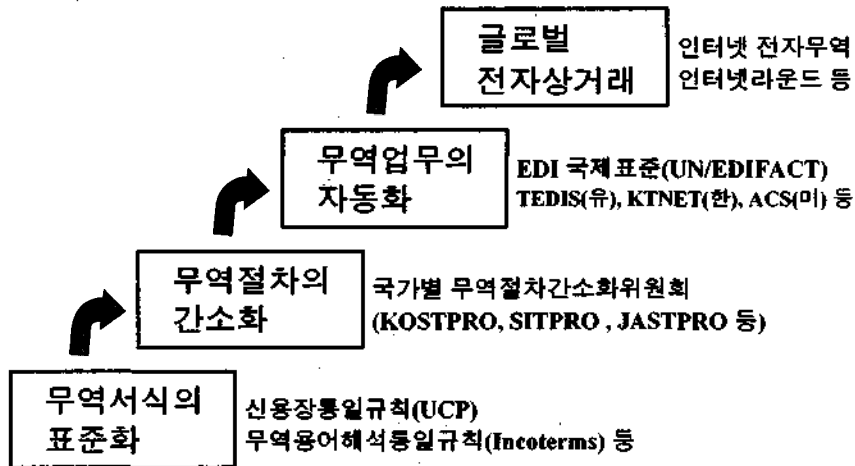 글로벌
전자상거래
인터넷 전자무역
인터넷라운드 등
무역업무의
자동화
EDI 국제표준(UN/EDIFACT)
TEDIS(유), KTNET(한), ACS(미) 등
무역절차의
간소화
국가별 무역절차간소화위원회
(KOSTPRO, SITPRO , JASTPRO 등)
무역서식의
표준화
신용장통일규칙(UCP)
무역용어해석통일규칙(Incoterms) 등